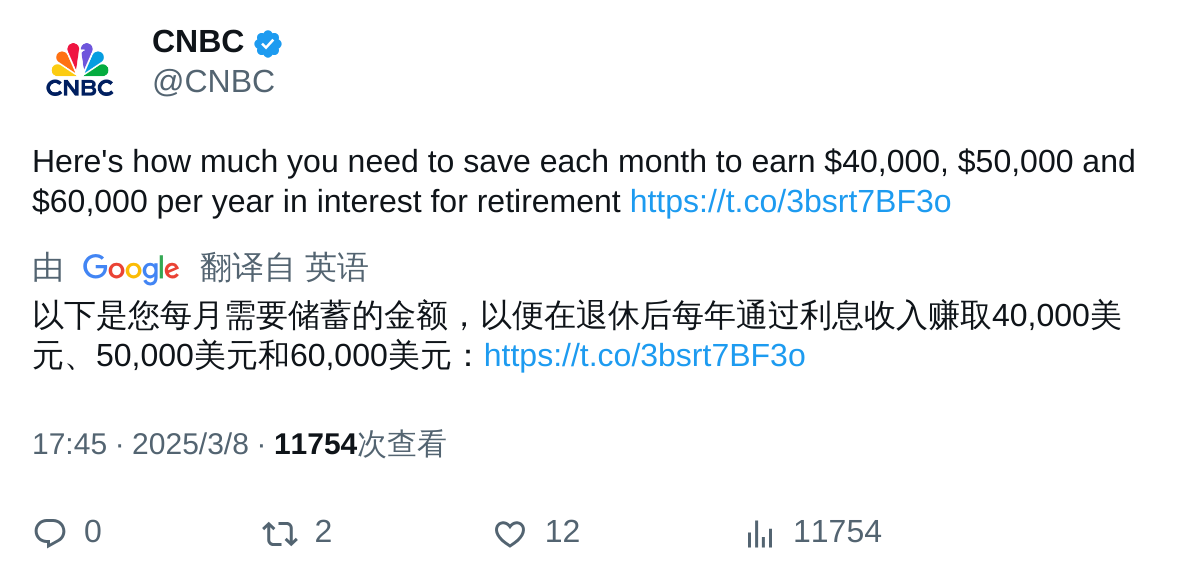 CNBC
CNBC
@CNBC
Here's how much you need to save each month to earn $40,000, $50,000 and
$60,000 per year in interest for retirement https://t.co/3bsrt7BF3o
由 Google 翻译自 英语
以下是您每月需要储蓄的金额，以便在退休后每年通过利息收入赚取40,000美
元、50,000美元和60,000美元：https://t.co/3bsrt7BF3o
17:45 · 2025/3/8 · 11754次查看
0 2 12 11754